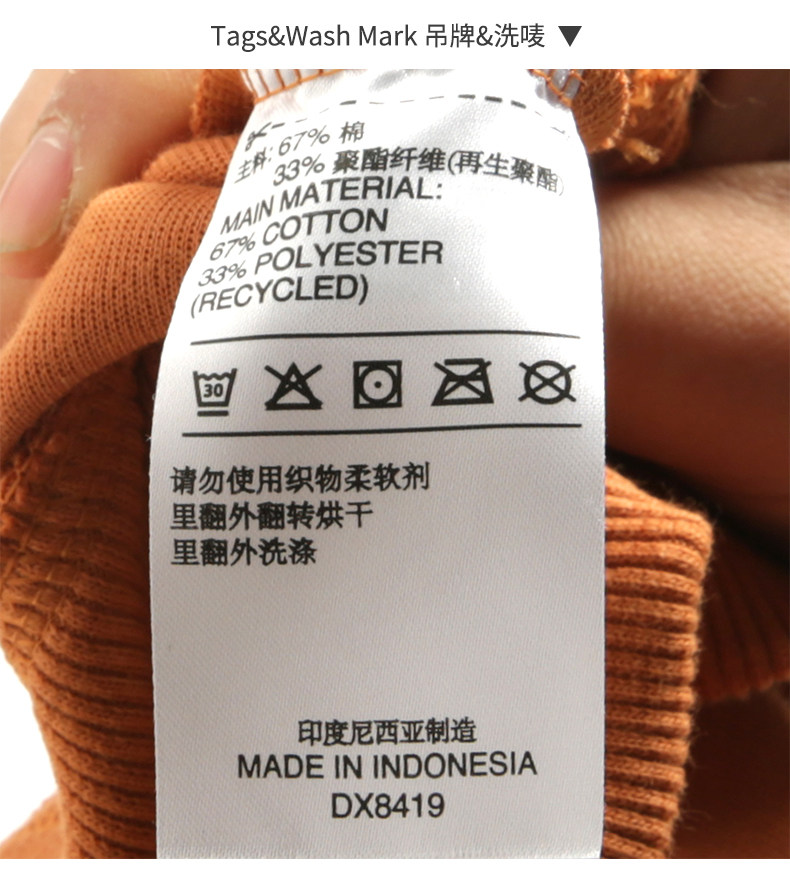 Tags&Wash Mark 吊牌&洗唛 ▼
主料: 67% 棉
33% 聚酯纤维(再生聚酯)
MAIN MATERIAL:
67% COTTON
33% POLYESTER
(RECYCLED)
30
请勿使用织物柔软剂
里翻外翻转烘干
里翻外洗涤
印度尼西亚制造
MADE IN INDONESIA
DX8419